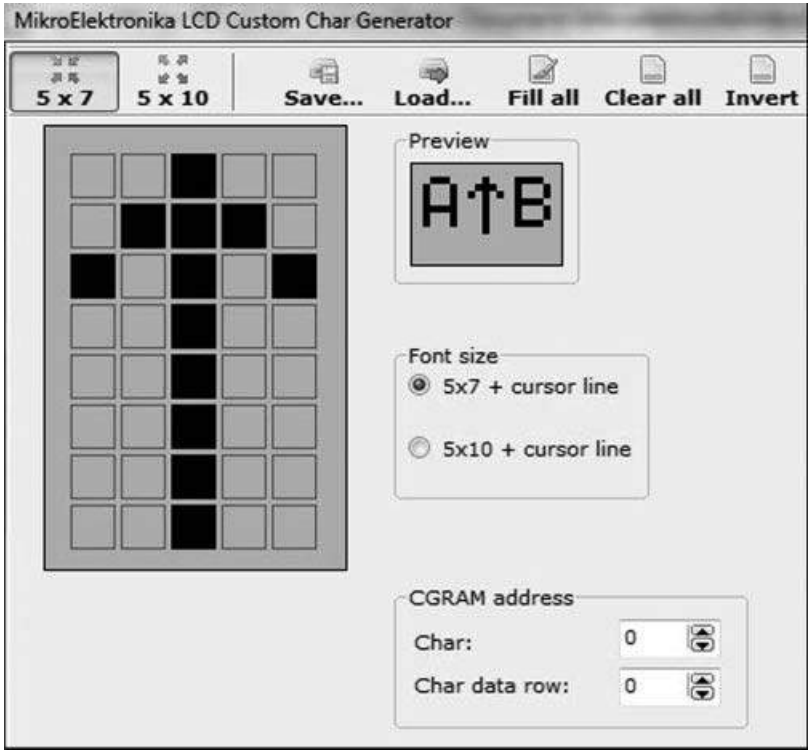 MikroElektronika LCD Custom Char Generator
5 x 7 5 x 10 Save... Load... Fill all Clear all Invert
Preview
A↑B
Font size
5x7 + cursor line
5x10 + cursor line
CGRAM address
Char: 0
Char data row: 0